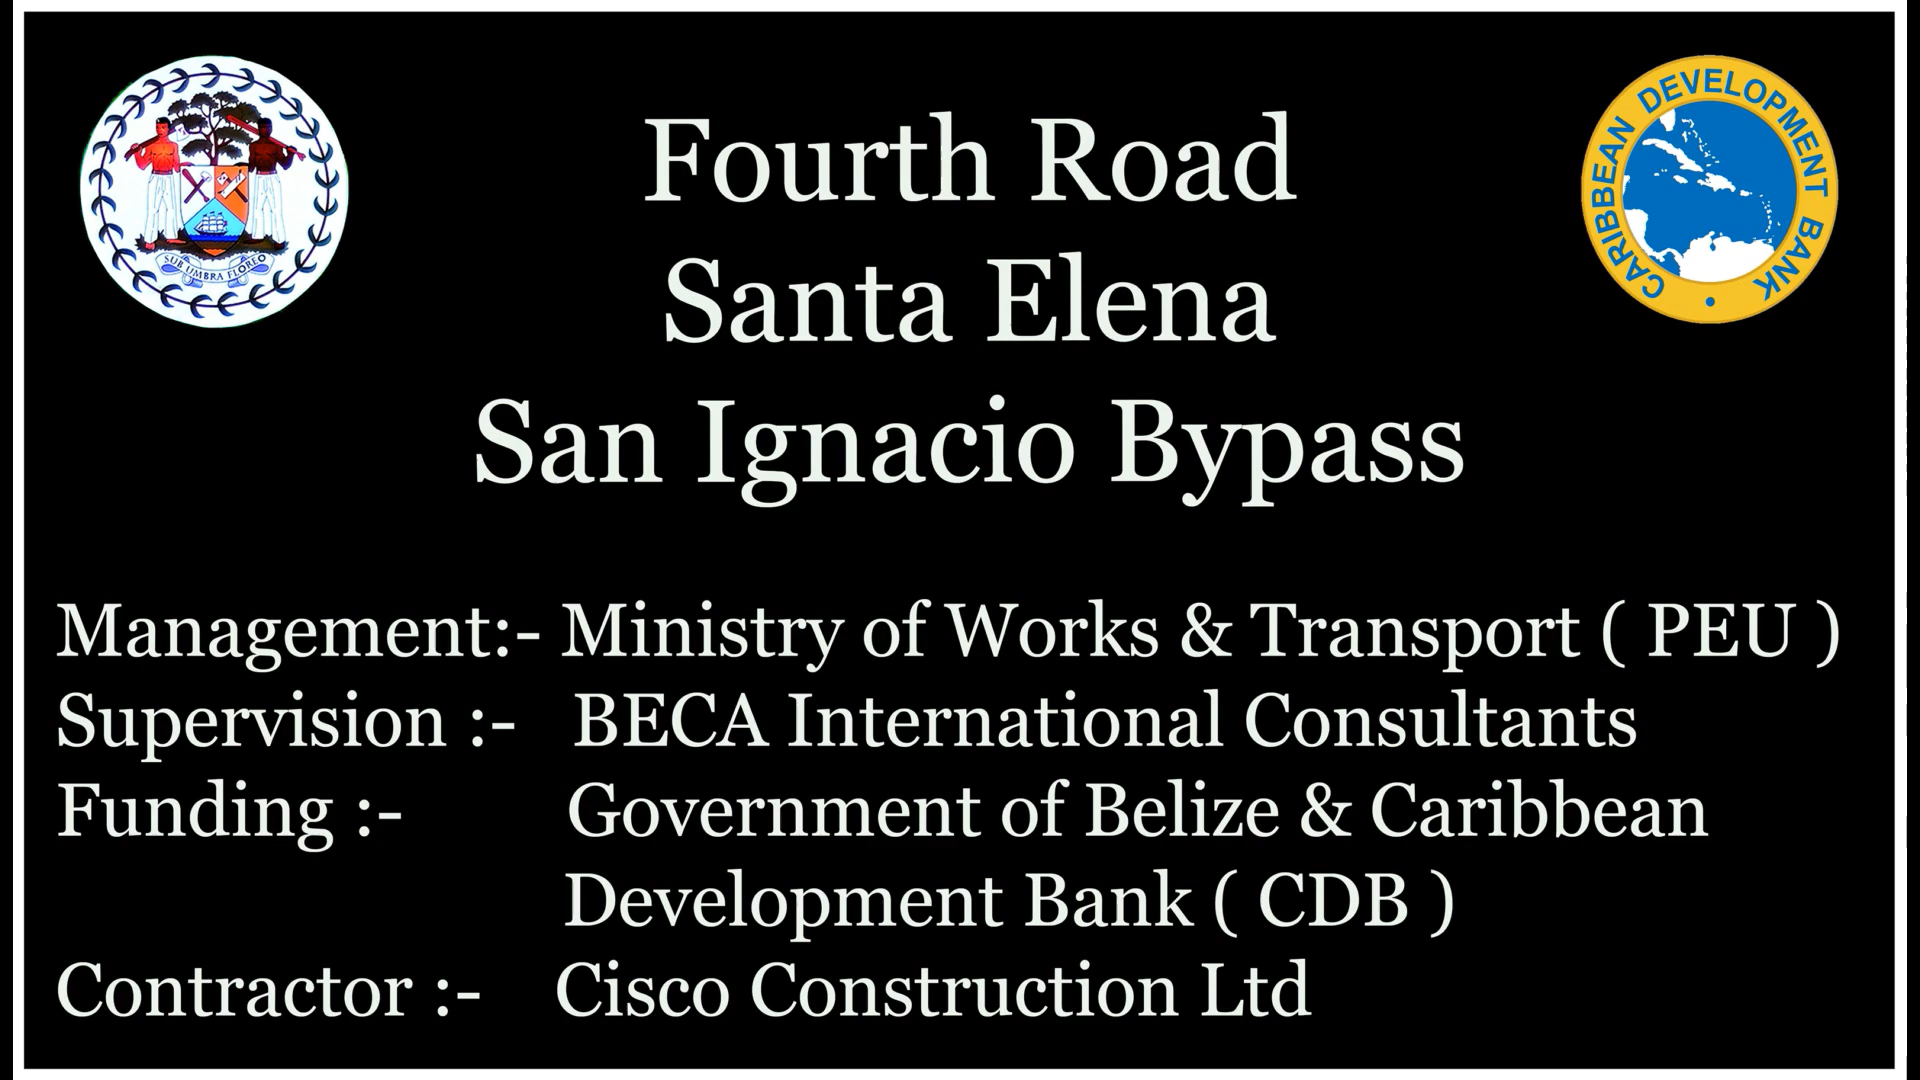 SUB UMBRA FLOREO
CARIBBEAN DEVELOPMENT BANK
Fourth Road
Santa Elena
San Ignacio Bypass
Management:- Ministry of Works & Transport ( PEU )
Supervision :- BECA International Consultants
Funding :- Government of Belize & Caribbean
Development Bank ( CDB )
Contractor :- Cisco Construction Ltd